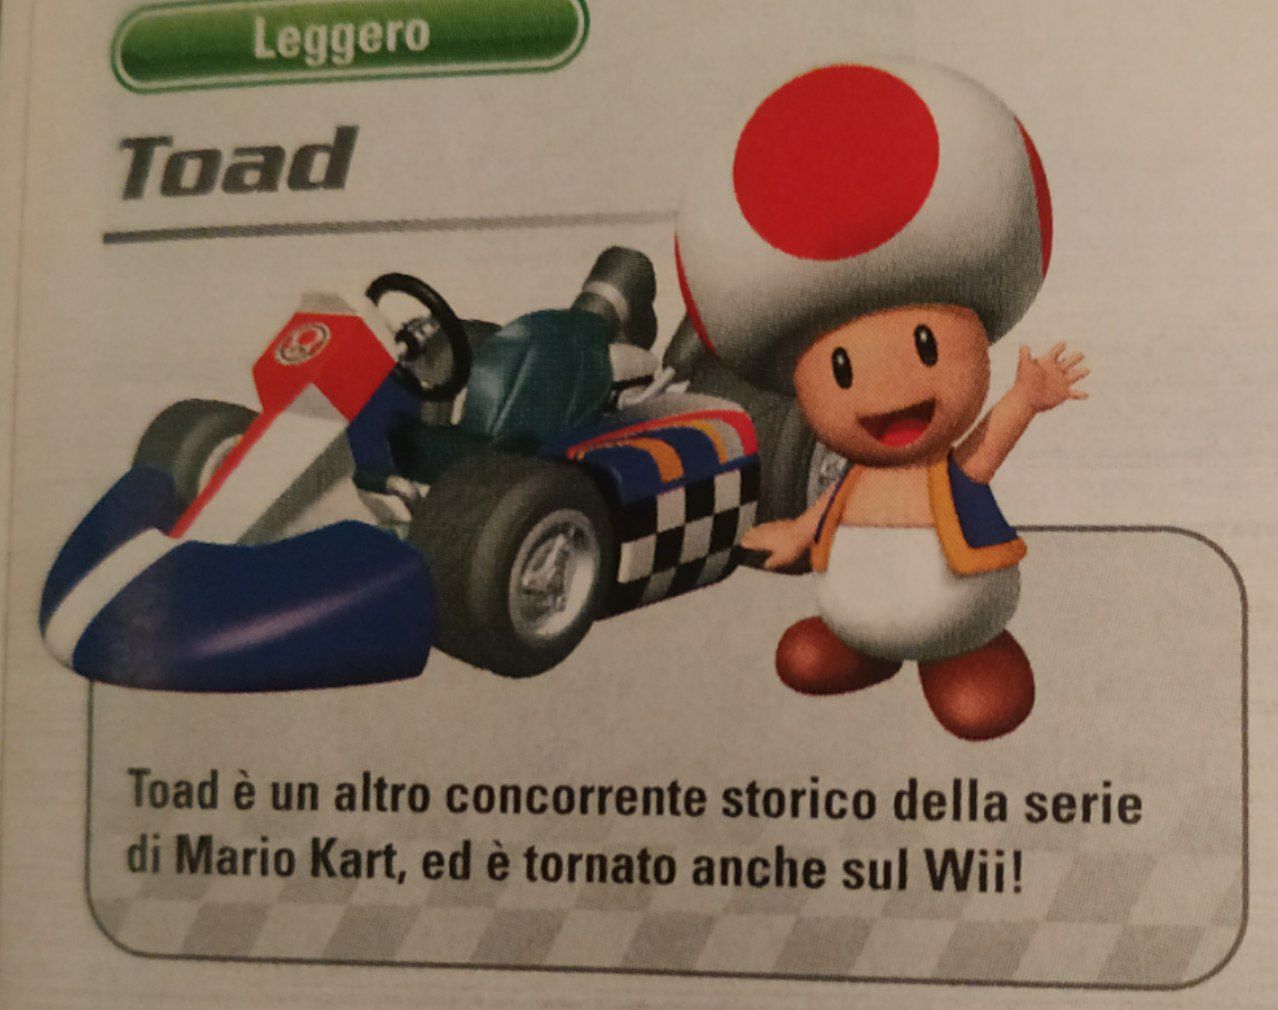 Leggero
Toad
Toad è un altro concorrente storico della serie
di Mario Kart, ed è tornato anche sul Wii!